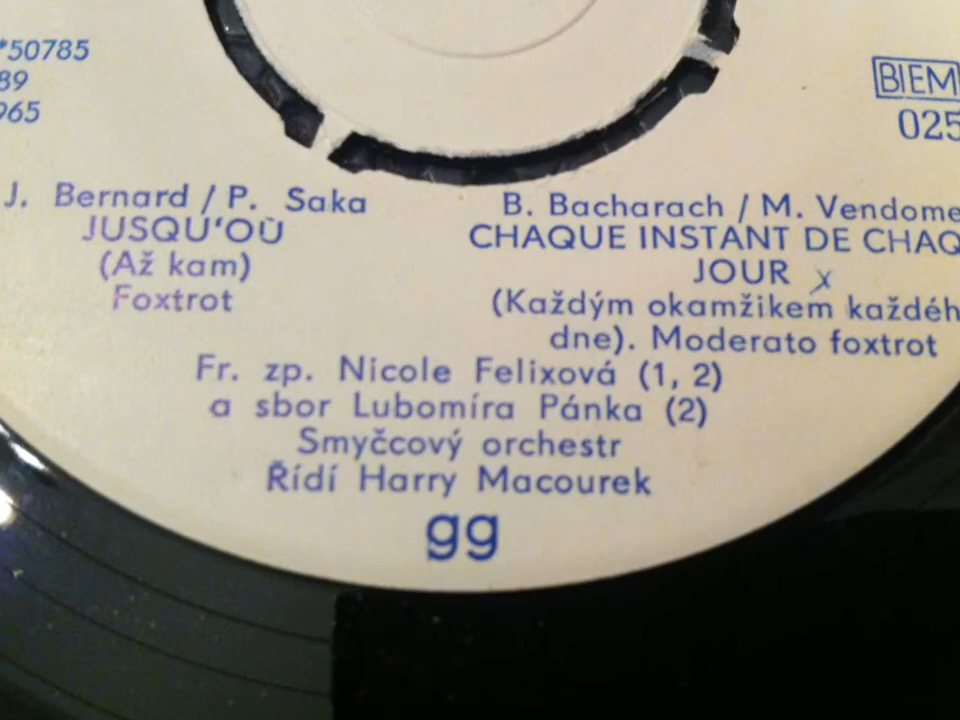 *50785
89
965
BIEM
025
J. Bernard / P. Saka
JUSQU'OÙ
(Až kam)
Foxtrot
B. Bacharach / M. Vendome
CHAQUE INSTANT DE CHAQ
JOUR x
(Každým okamžikem každéh
dne). Moderato foxtrot
Fr. zp. Nicole Felixová (1, 2)
a sbor Lubomíra Pánka (2)
Smyčcový orchestr
Řídí Harry Macourek
gg